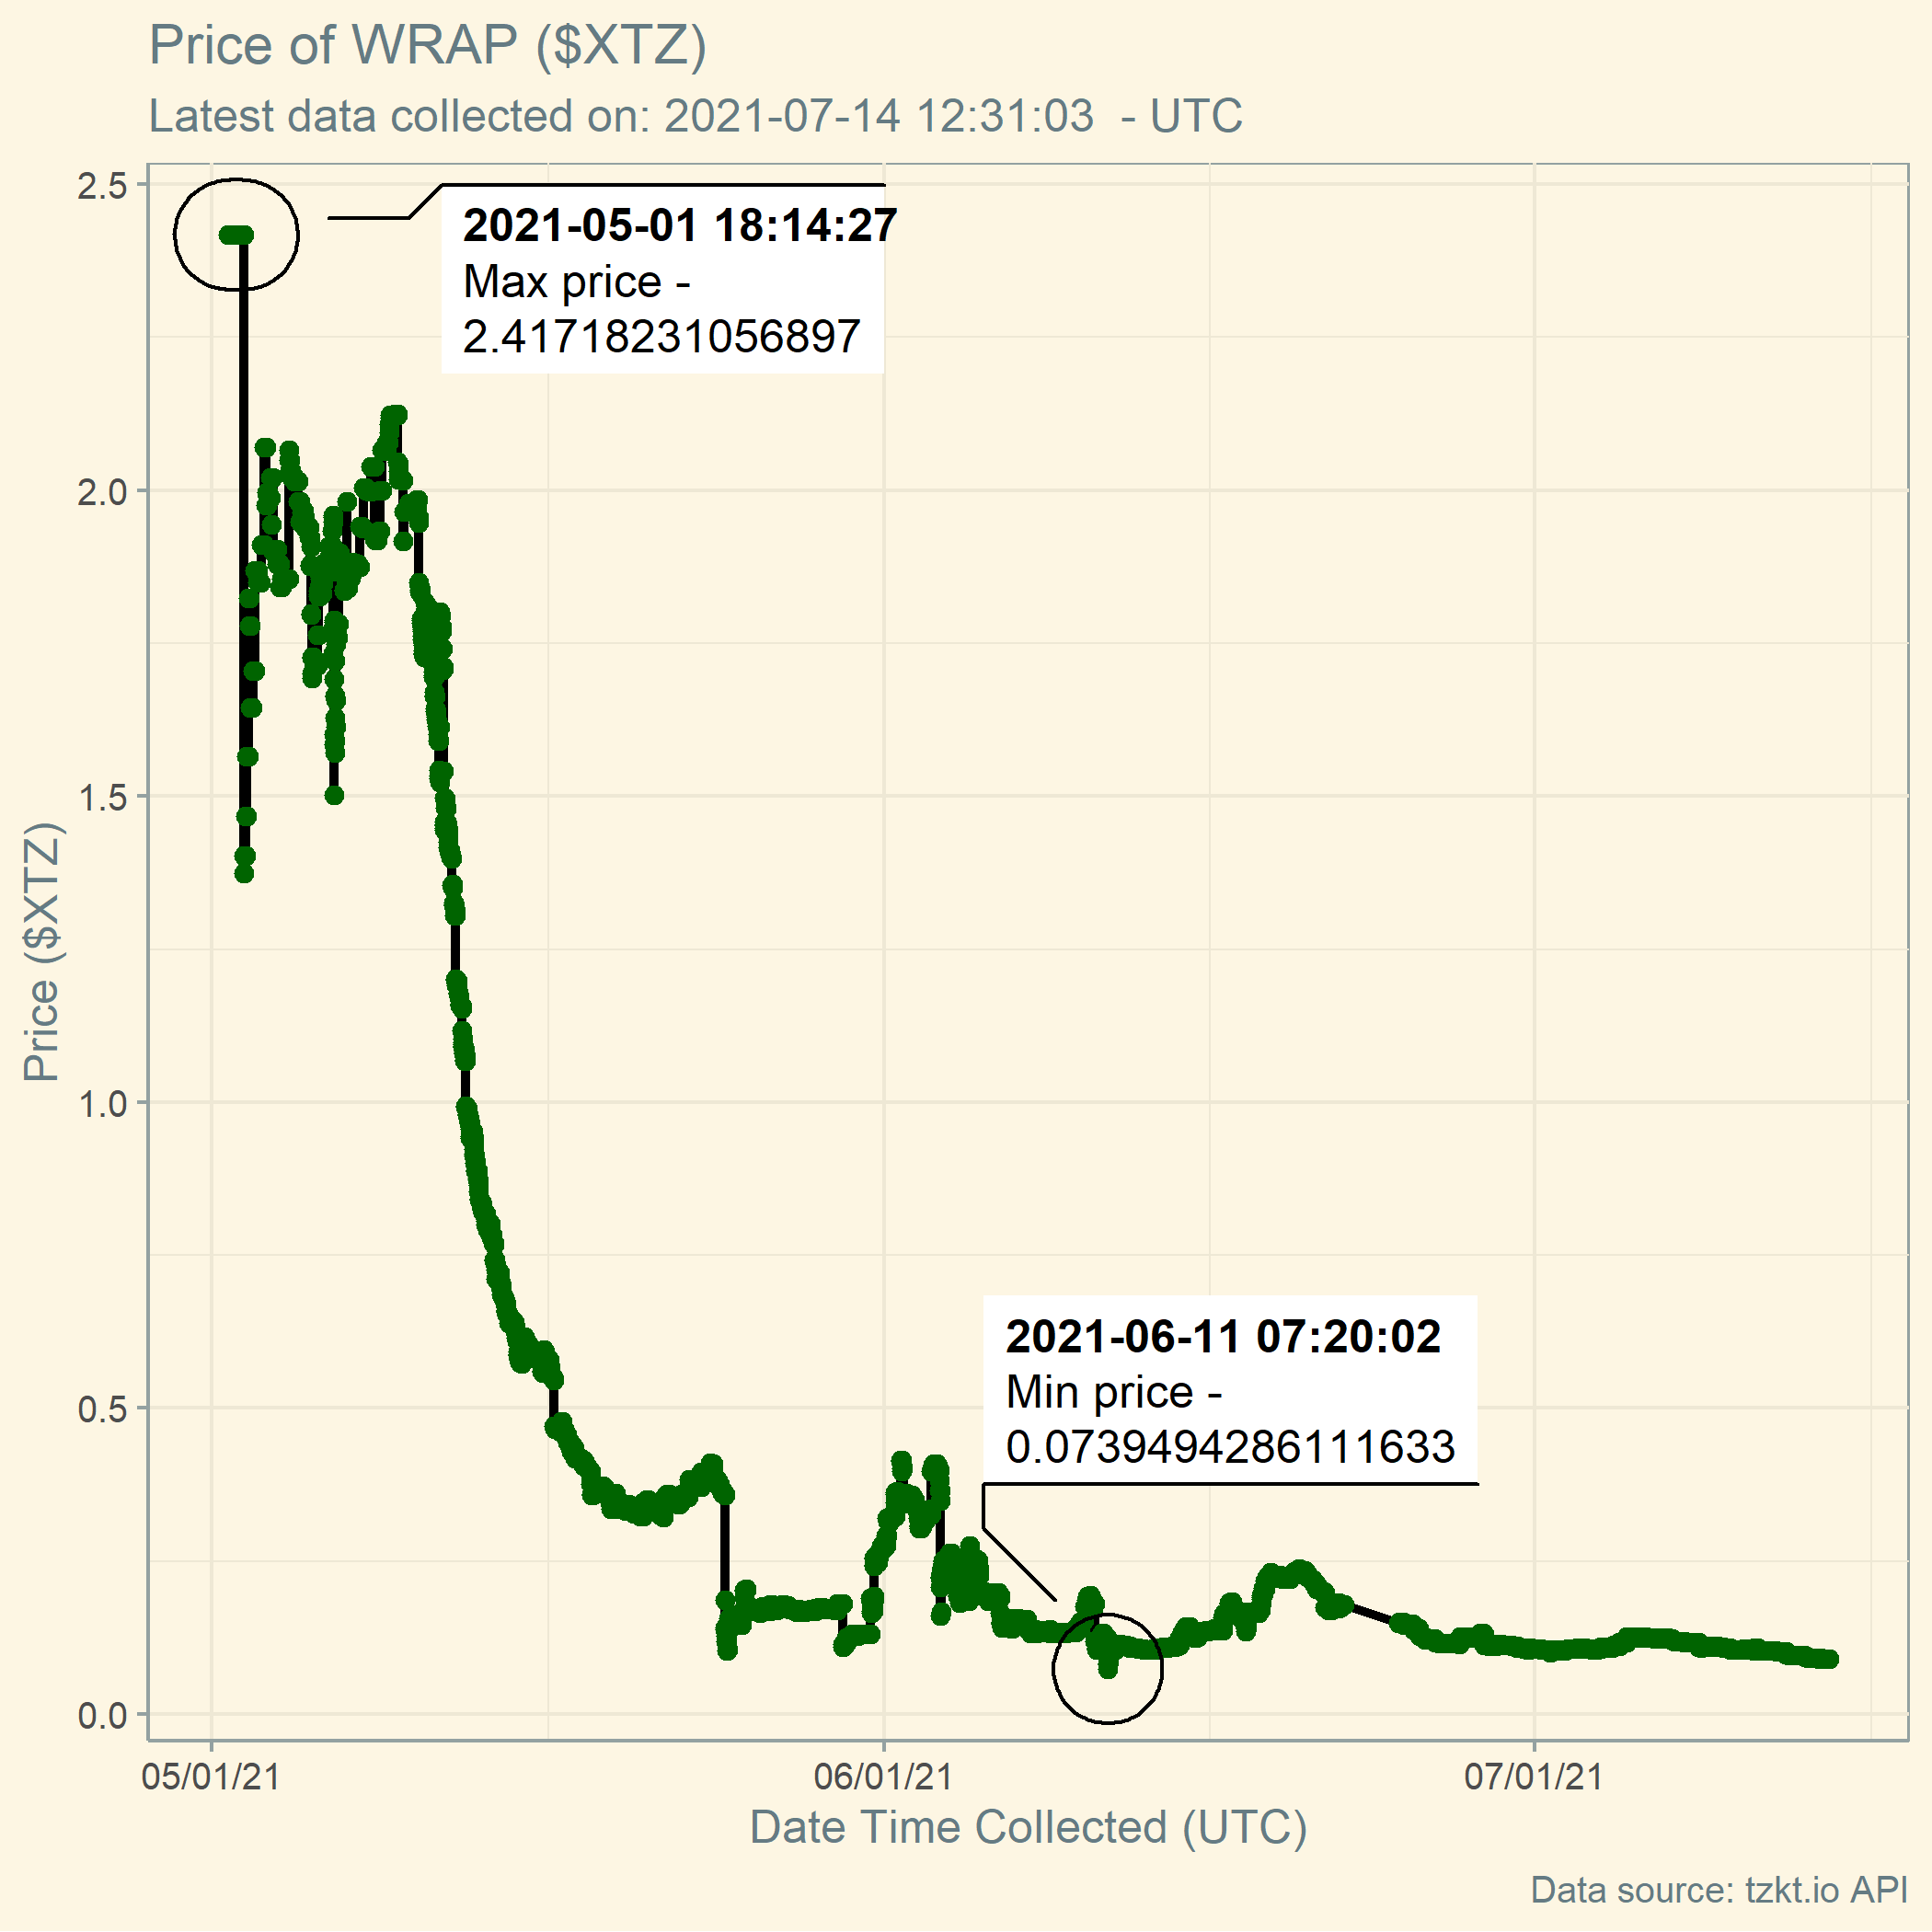 Price of WRAP ($XTZ)
Latest data collected on: 2021-07-14 12:31:03 - UTC
2.5
2021-05-01 18:14:27
Max price -
2.41718231056897
2.0
1.5
Price ($XTZ)
1.0
2021-06-11 07:20:02
Min price -
0.0739494286111633
0.5
0.0
05/01/21
06/01/21
07/01/21
Date Time Collected (UTC)
Data source: tzkt.io API